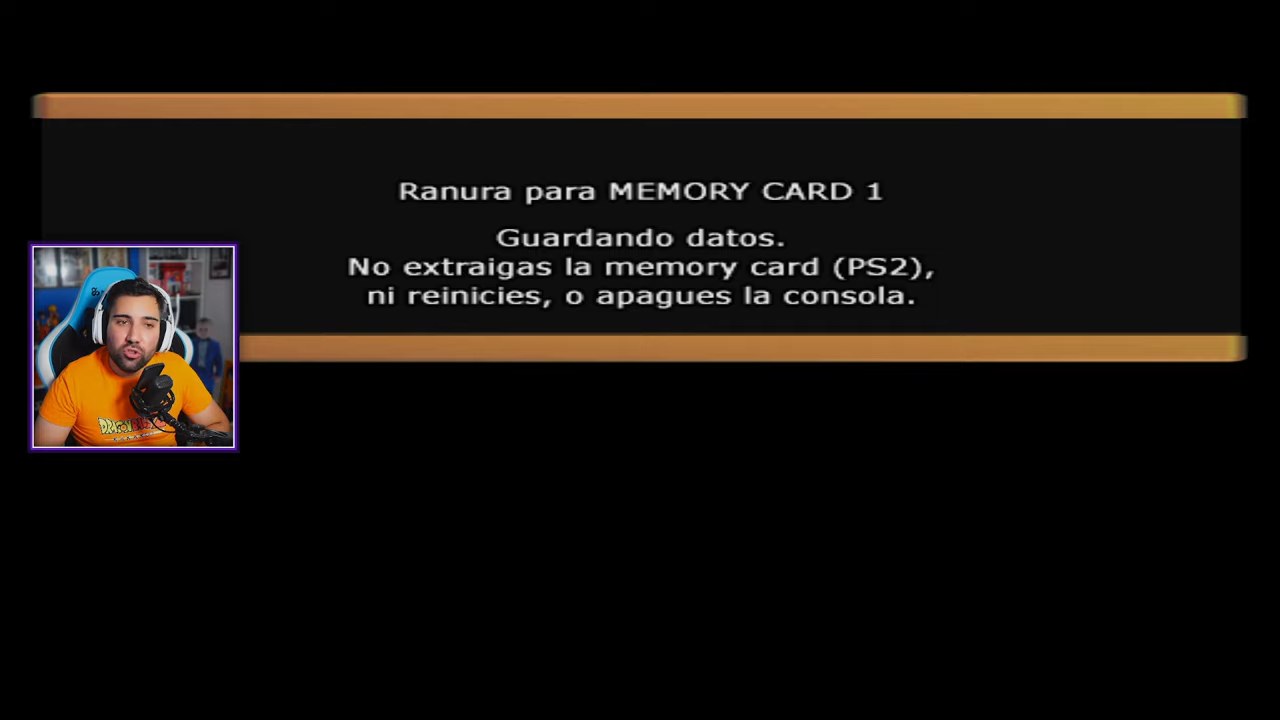 Ranura para MEMORY CARD 1
Guardando datos.
No extraigas la memory card (PS2),
ni reinicies, o apagues la consola.